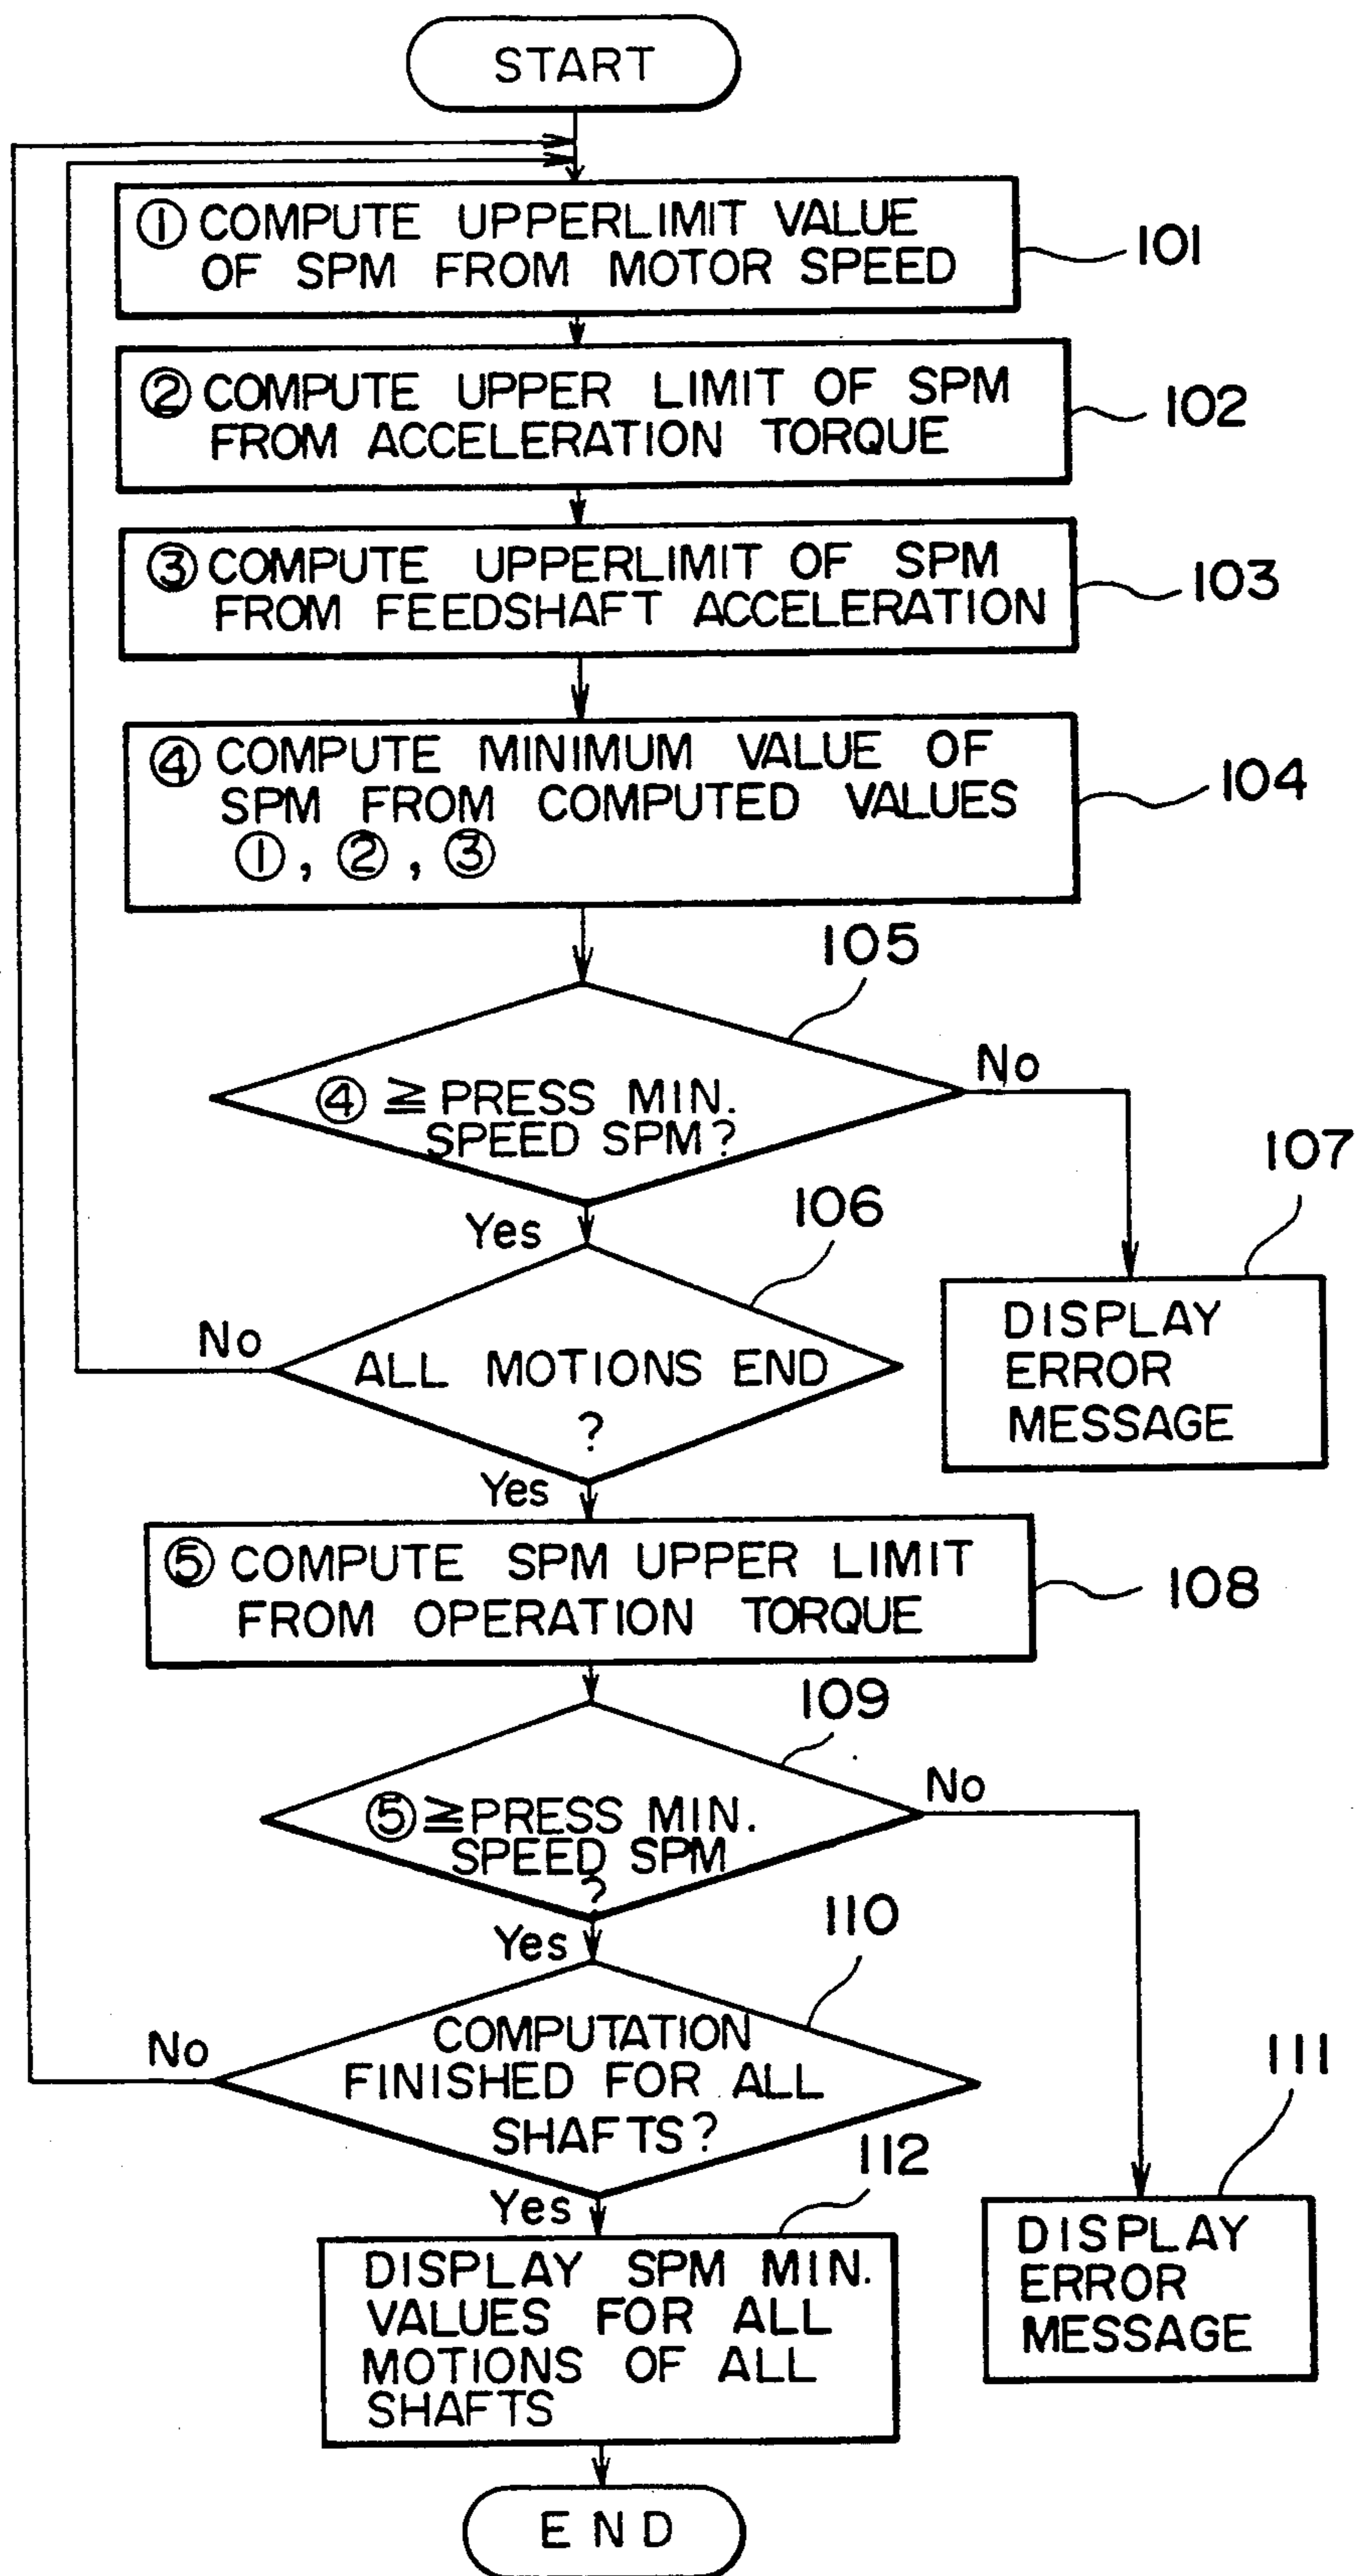 START
① COMPUTE UPPERLIMIT VALUE
OF SPM FROM MOTOR SPEED
101
② COMPUTE UPPER LIMIT OF SPM
FROM ACCELERATION TORQUE
102
③ COMPUTE UPPERLIMIT OF SPM
FROM FEEDSHAFT ACCELERATION
103
④ COMPUTE MINIMUM VALUE OF
SPM FROM COMPUTED VALUES
①, ②, ③
104
105
④ ≧ PRESS MIN.
SPEED SPM?
No
Yes
106
107
ALL MOTIONS END
?
No
Yes
DISPLAY
ERROR
MESSAGE
⑤ COMPUTE SPM UPPER LIMIT
FROM OPERATION TORQUE
108
109
⑤ ≧ PRESS MIN.
SPEED SPM
?
No
Yes
110
COMPUTATION
FINISHED FOR ALL
SHAFTS?
No
Yes
111
112
DISPLAY
ERROR
MESSAGE
DISPLAY SPM MIN.
VALUES FOR ALL
MOTIONS OF ALL
SHAFTS
END